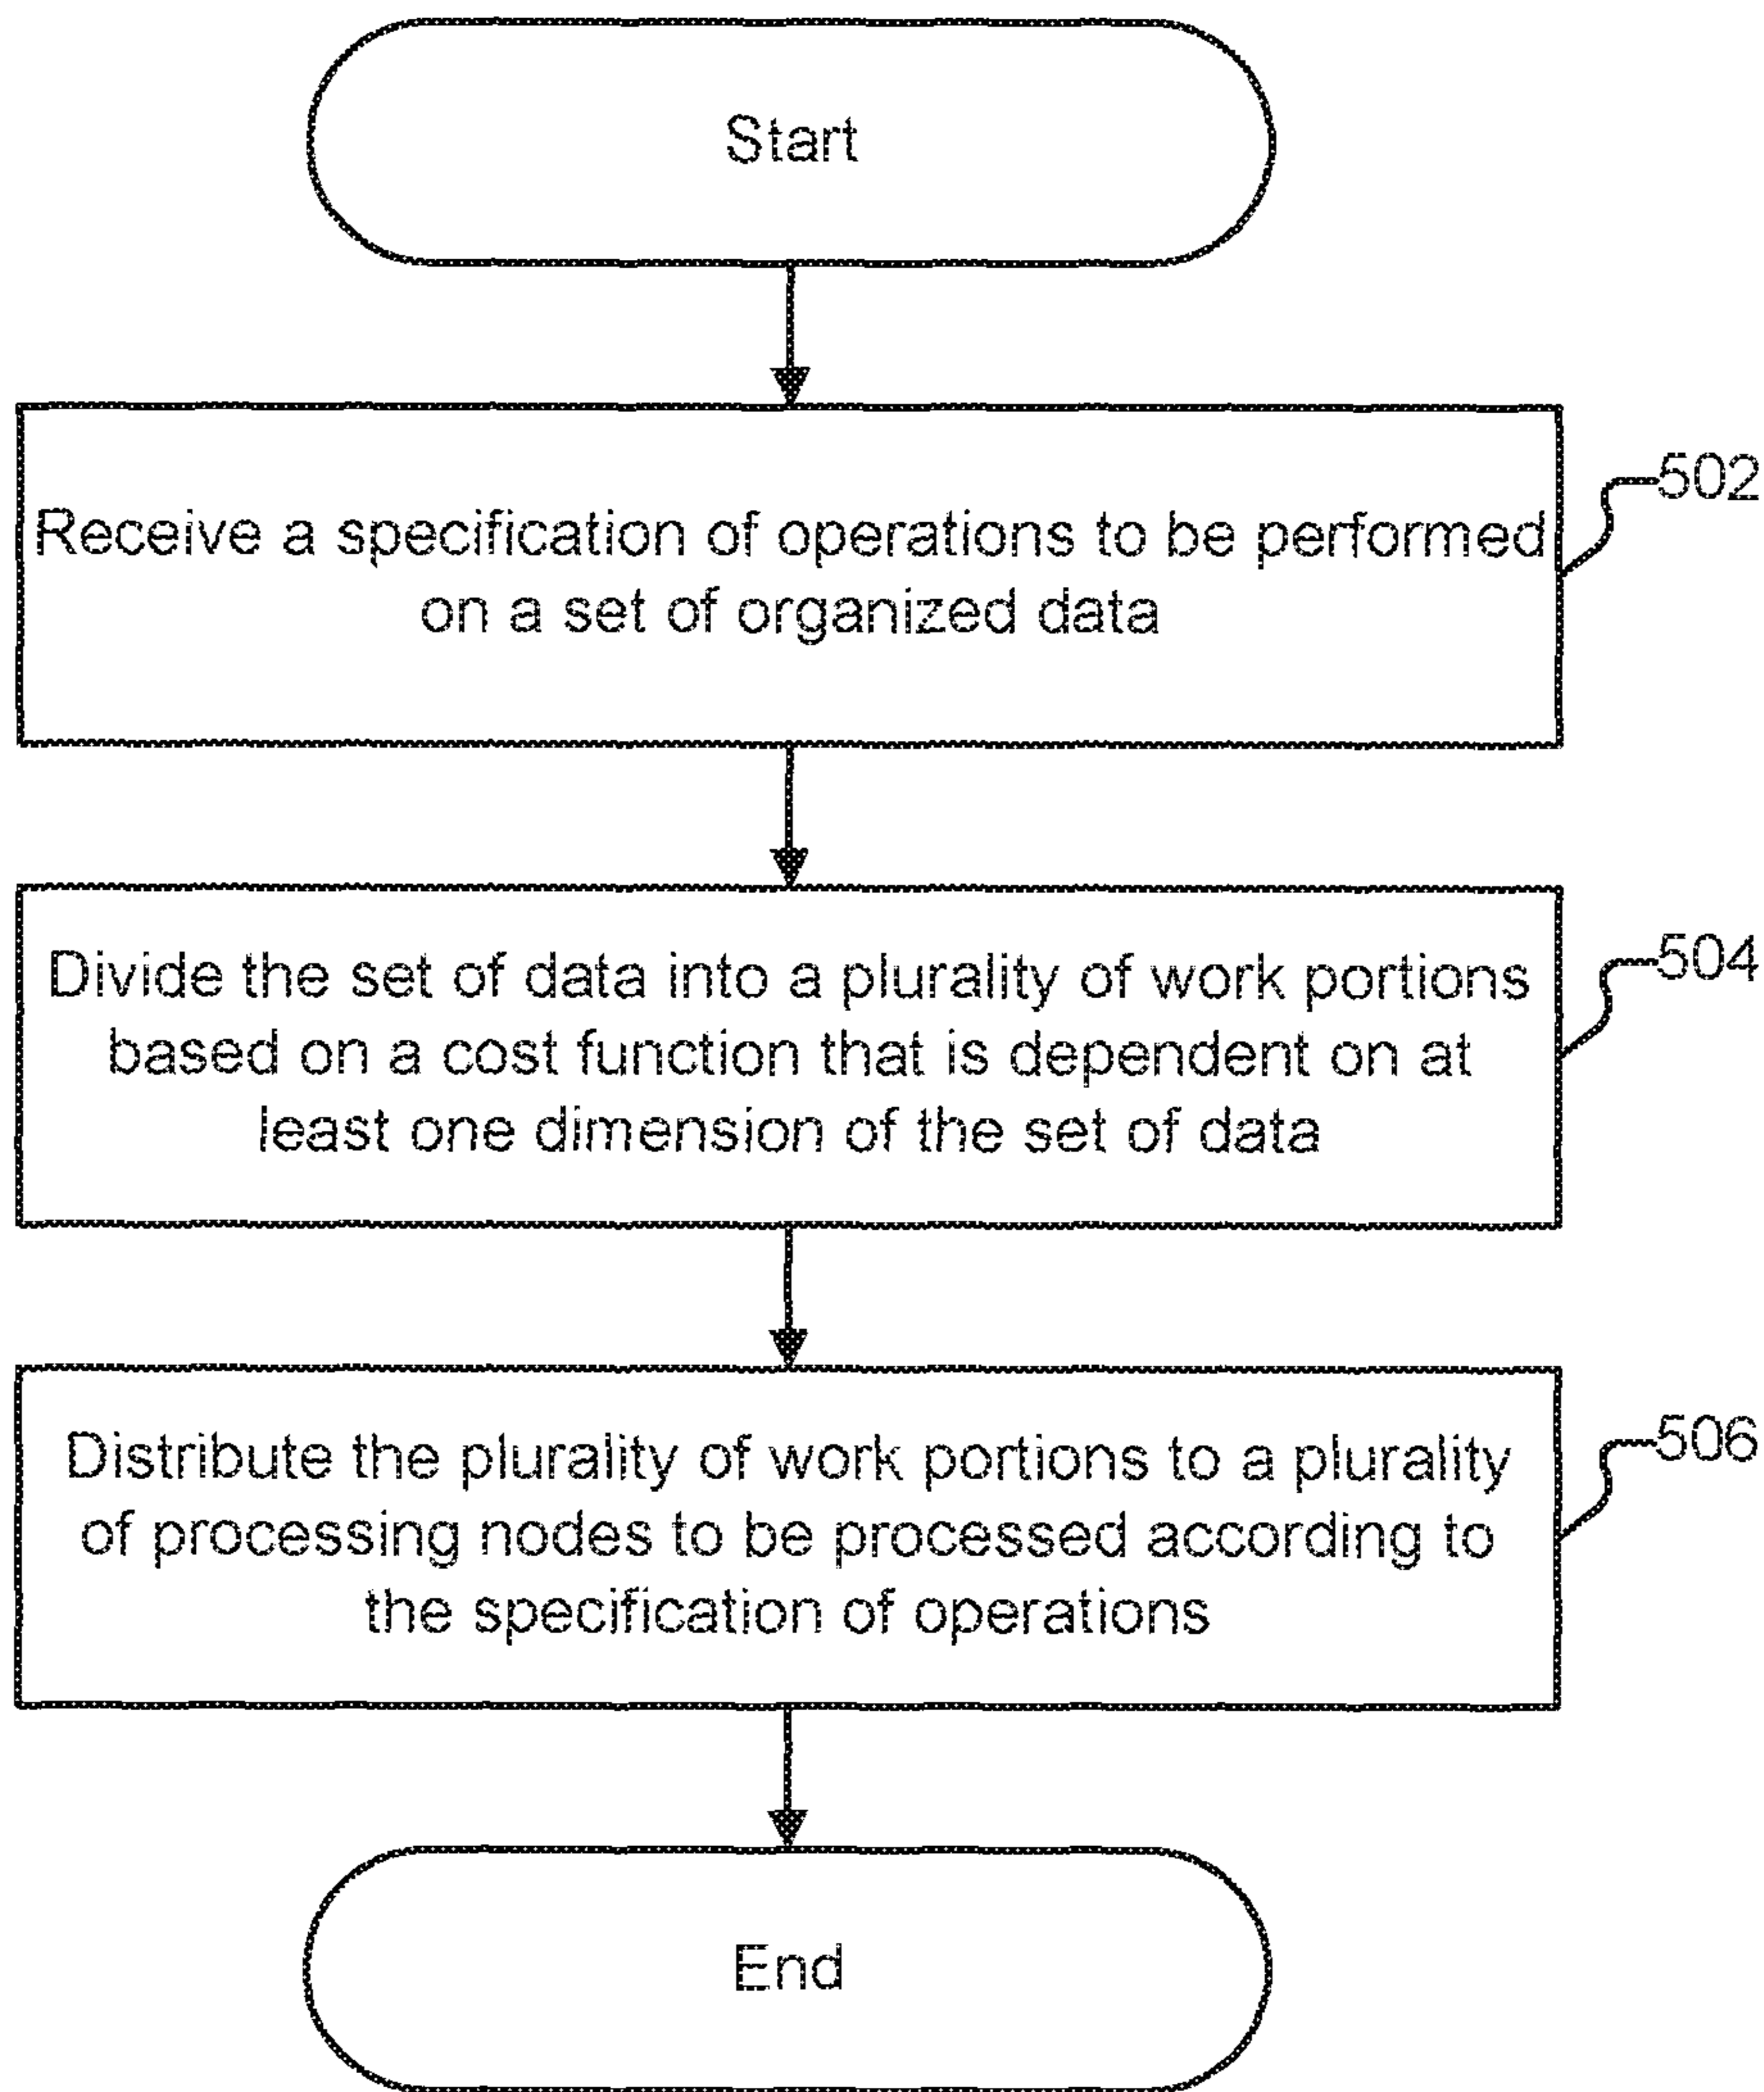 Start
Receive a specification of operations to be performed
on a set of organized data
502
Divide the set of data into a plurality of work portions
based on a cost function that is dependent on at
least one dimension of the set of data
504
Distribute the plurality of work portions to a plurality
of processing nodes to be processed according to
the specification of operations
506
End